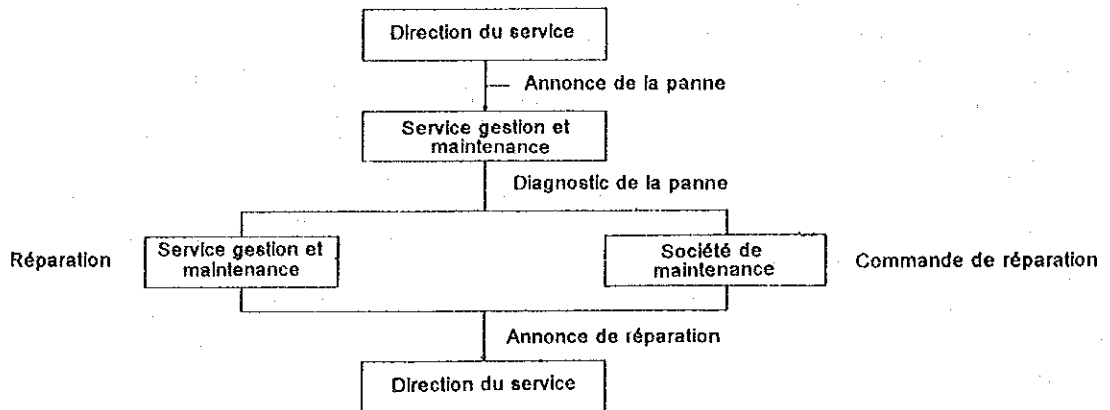 Direction du service
Annonce de la panne
Service gestion et
maintenance
Diagnostic de la panne
Réparation
Service gestion et
maintenance
Société de
maintenance
Commande de réparation
Annonce de réparation
Direction du service